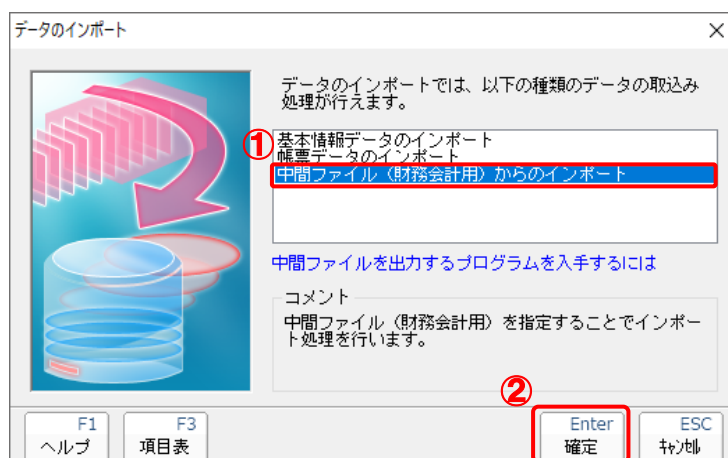 データのインポート
データのインポートでは、以下の種類のデータの取込み
処理が行えます。
①
基本情報データのインポート
帳票データのインポート
中間ファイル（財務会計用）からのインポート
中間ファイルを出力するプログラムを入手するには
コメント
中間ファイル（財務会計用）を指定することでインポー
ト処理を行います。
②
F1
ヘルプ
F3
項目表
Enter
確定
ESC
ｷｬﾝｾﾙ